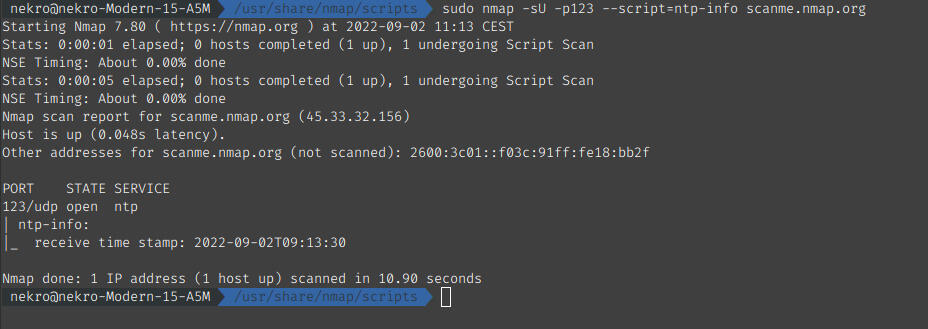 nekro@nekro-Modern-15-A5M /usr/share/nmap/scripts sudo nmap -sU -p123 --script=ntp-info scanme.nmap.org
Starting Nmap 7.80 ( https://nmap.org ) at 2022-09-02 11:13 CEST
Stats: 0:00:01 elapsed; 0 hosts completed (1 up), 1 undergoing Script Scan
NSE Timing: About 0.00% done
Stats: 0:00:05 elapsed; 0 hosts completed (1 up), 1 undergoing Script Scan
NSE Timing: About 0.00% done
Nmap scan report for scanme.nmap.org (45.33.32.156)
Host is up (0.048s latency).
Other addresses for scanme.nmap.org (not scanned): 2600:3c01::f03c:91ff:fe18:bb2f
PORT    STATE SERVICE
123/udp open  ntp
| ntp-info:
|_  receive time stamp: 2022-09-02T09:13:30
Nmap done: 1 IP address (1 host up) scanned in 10.90 seconds
nekro@nekro-Modern-15-A5M /usr/share/nmap/scripts